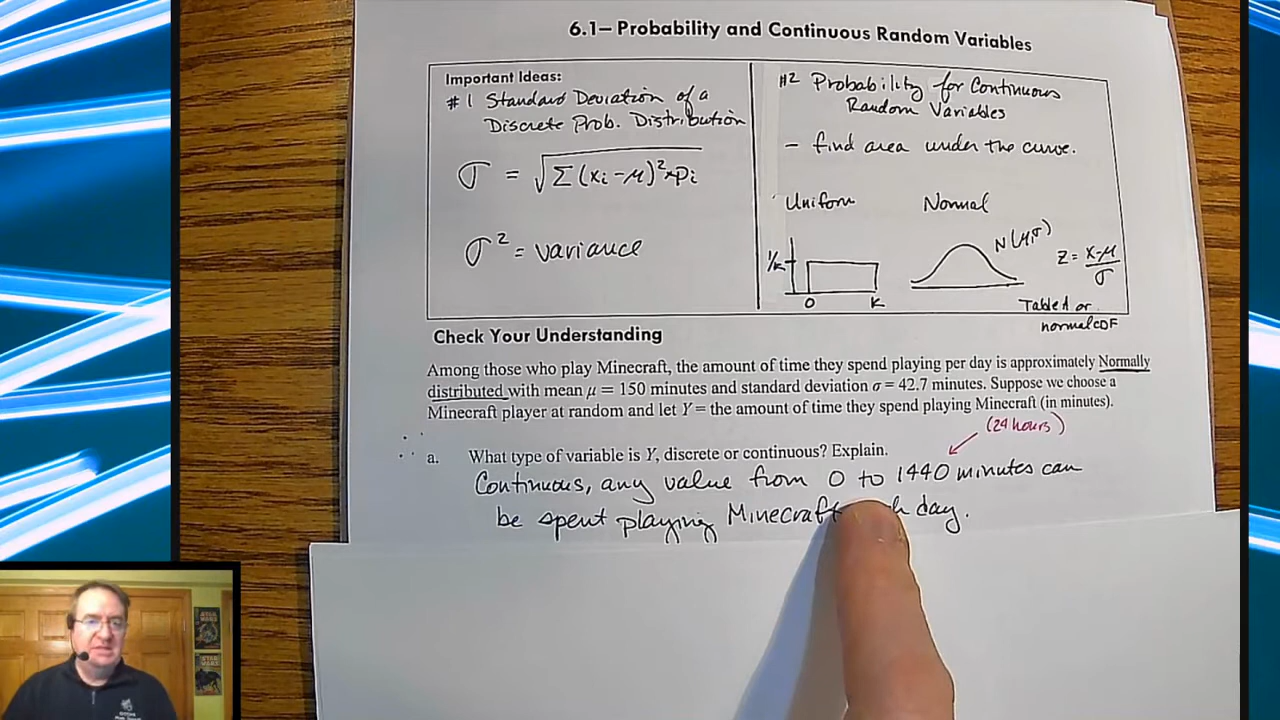 6.1—Probability and Continuous Random Variables
Important Ideas:
#1 Standard Deviation of a
Discrete Prob. Distribution
σ = √Σ(xᵢ-μ)²*pᵢ
σ² = variance
#2 Probability for Continuous
Random Variables
- find area under the curve.
Uniform
Normal
1/k
0
K
N(μ,σ)
Z = x-μ
σ
Table A or
normalCDF
Check Your Understanding
Among those who play Minecraft, the amount of time they spend playing per day is approximately Normally
distributed with mean μ = 150 minutes and standard deviation σ = 42.7 minutes. Suppose we choose a
Minecraft player at random and let Y = the amount of time they spend playing Minecraft (in minutes).
(24 hours)
a. What type of variable is Y, discrete or continuous? Explain.
Continuous, any value from 0 to 1440 minutes can
be spent playing Minecraft day.
STAR WARS
STAR WARS